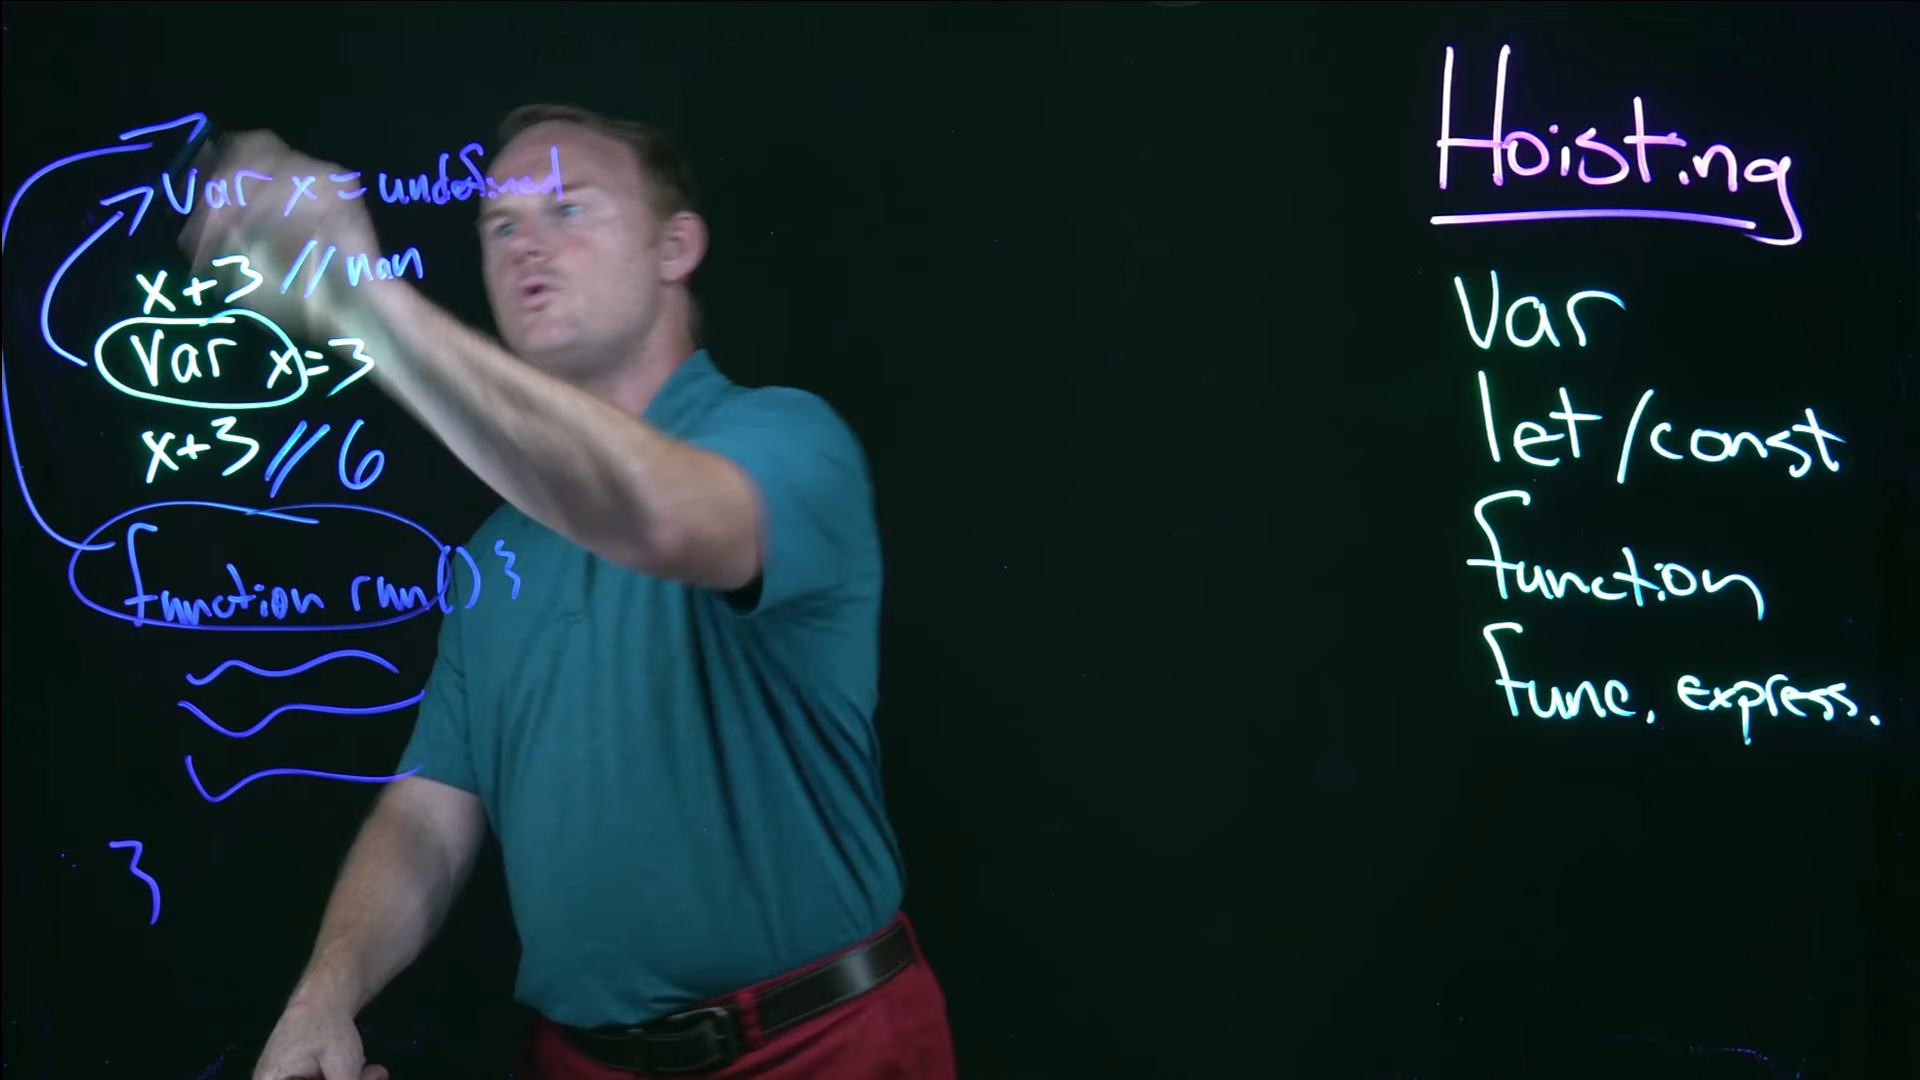 var x = undefined
x+3 // nan
var x=3
x+3 // 6
function run() {
}
Hoisting
var
let/const
function
func. express.